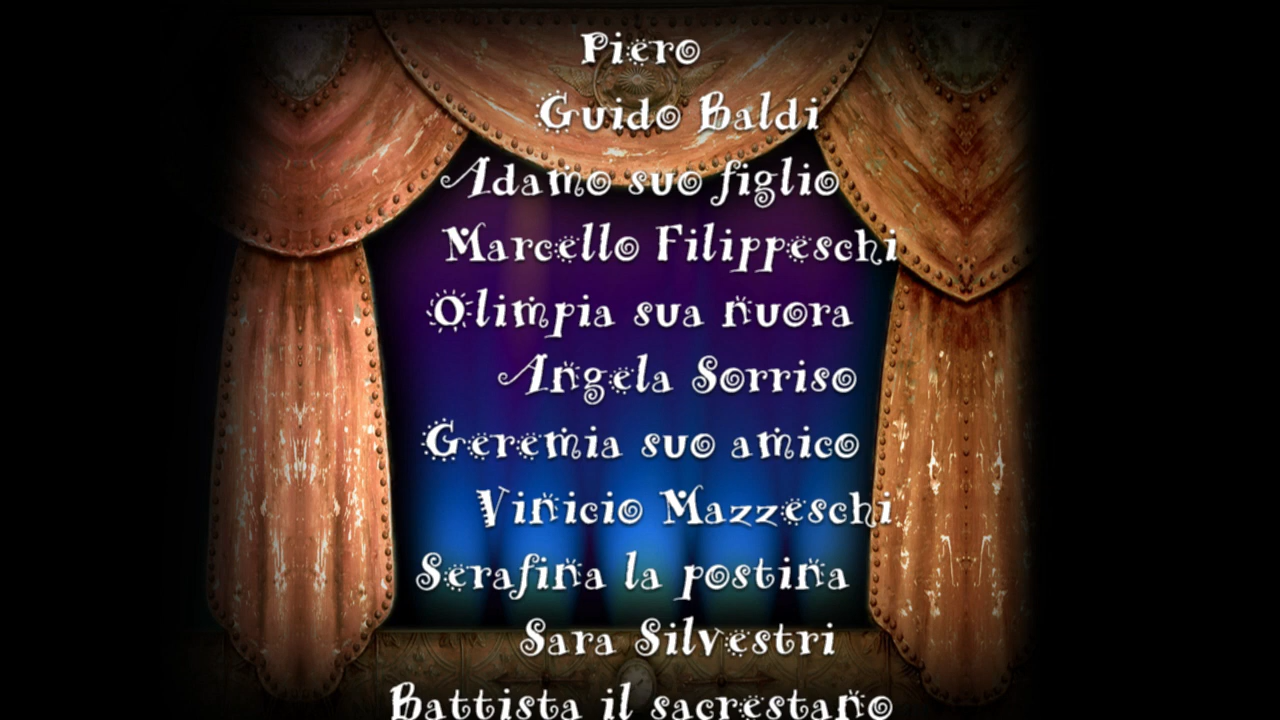 Piero
Guido Baldi
Adamo suo figlio
Marcello Filippeschi
Olimpia sua nuora
Angela Sorriso
Geremia suo amico
Vinicio Mazzeschi
Serafina la postina
Sara Silvestri
Battista il sacrestano